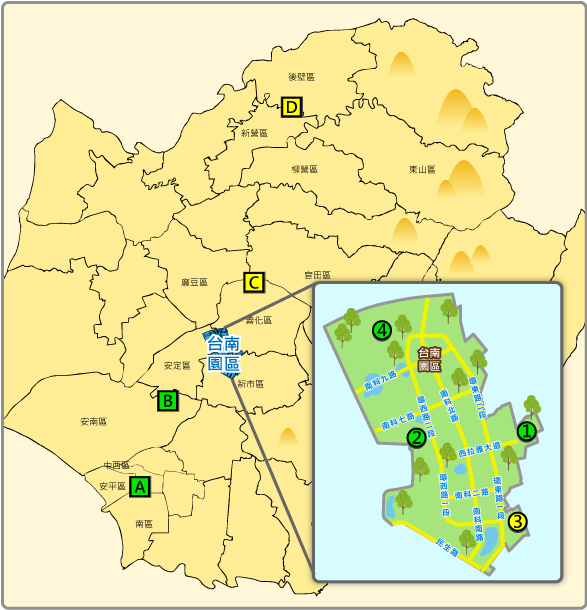 後壁區
D
新營區
柳營區
東山區
麻豆區
C
官田區
善化區
台南
園區
安定區
新市區
B
安南區
中西區
安平區
A
南區
④
台南
園區
南科九路
南科北路
環東路二段
南科七路
環西路二段
①
②
西拉雅大道
環西路一段
南科二路
環東路一段
南科南路
③
民生路